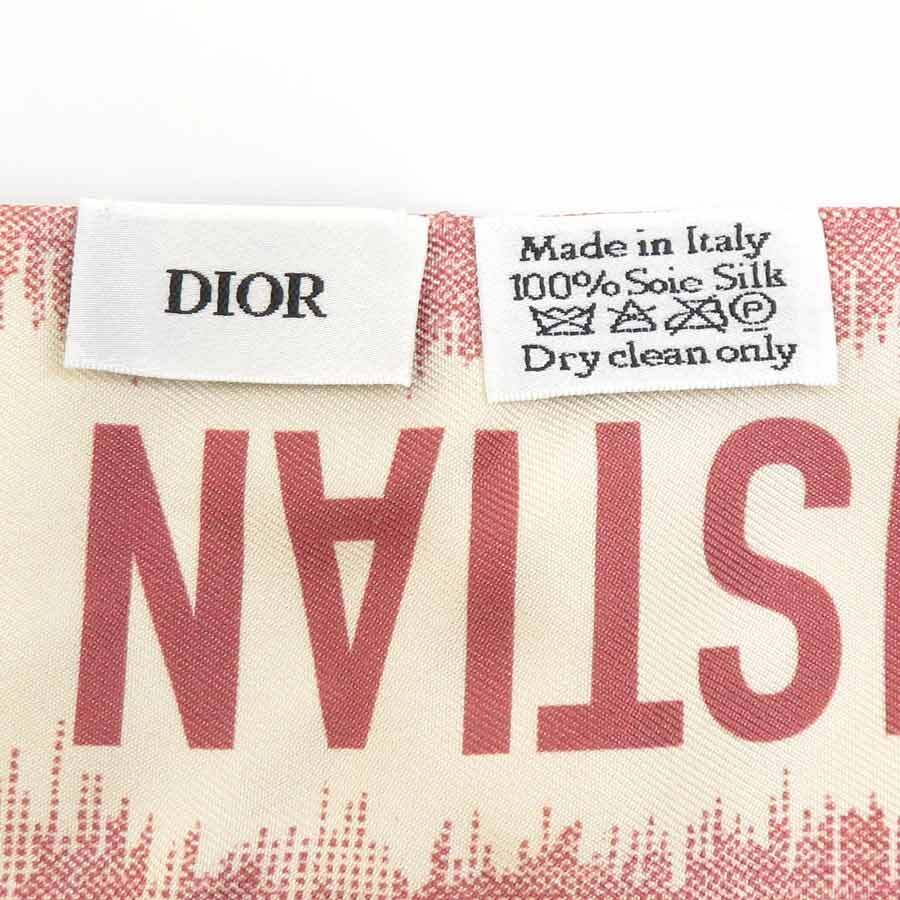 DIOR
Made in Italy
100% Soie Silk
P
Dry clean only
STIAN